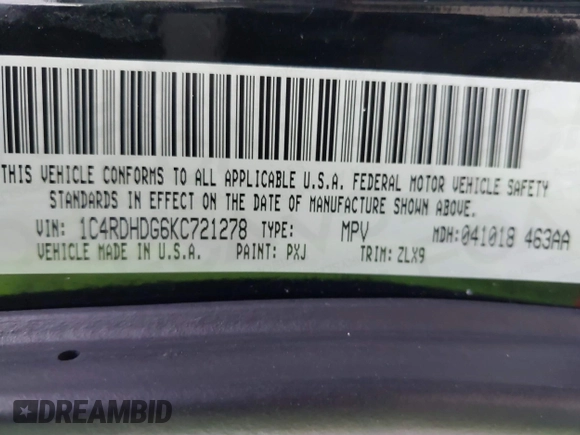 THIS VEHICLE CONFORMS TO ALL APPLICABLE U.S.A. FEDERAL MOTOR VEHICLE SAFETY
STANDARDS IN EFFECT ON THE DATE OF MANUFACTURE SHOWN ABOVE.
VIN: 1C4RDHDG6KC721278 TYPE: MPV MDH:041018 463AA
VEHICLE MADE IN U.S.A. PAINT: PXJ TRIM: ZLX9
DREAMBID